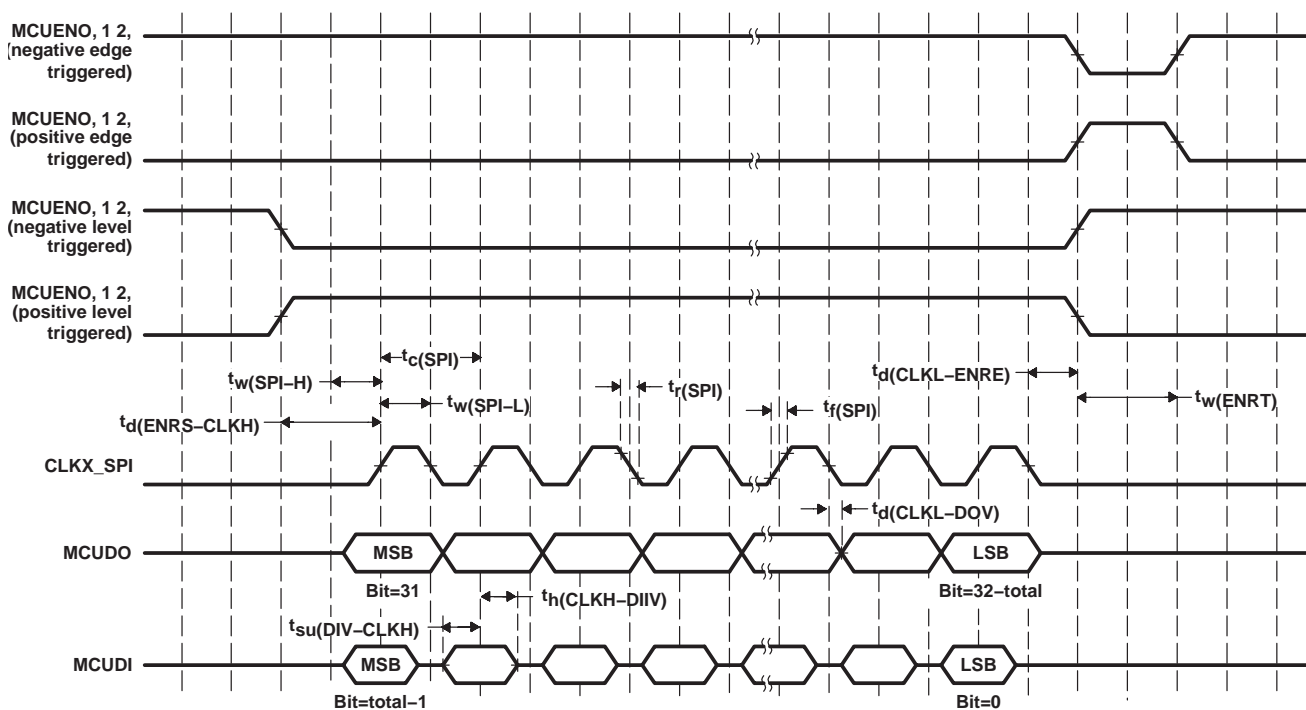 MCUENO, 1 2,
(negative edge
triggered)
MCUENO, 1 2,
(positive edge
triggered)
MCUENO, 1 2,
(negative level
triggered)
MCUENO, 1 2,
(positive level
triggered)
tc(SPI)
tw(SPI–H)
td(CLKL–ENRE)
tr(SPI)
tw(SPI–L)
tf(SPI)
tw(ENRT)
td(ENRS–CLKH)
CLKX_SPI
td(CLKL–DOV)
MCUDO
MSB
LSB
Bit=31
Bit=32–total
th(CLKH–DIIV)
tsu(DIV–CLKH)
MCUDI
MSB
LSB
Bit=total–1
Bit=0